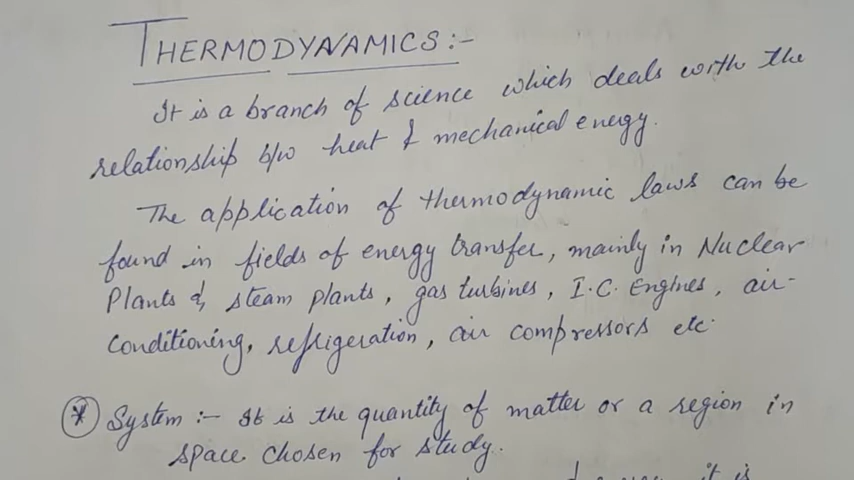 THERMODYNAMICS:-
It is a branch of science which deals with the
relationship b/w heat & mechanical energy.
The application of thermodynamic laws can be
found in fields of energy transfer, mainly in Nuclear
Plants & steam plants, gas turbines, I.C. Engines, air-
conditioning, refrigeration, air compressors etc.
* System :- It is the quantity of matter or a region in
space chosen for study.
it is